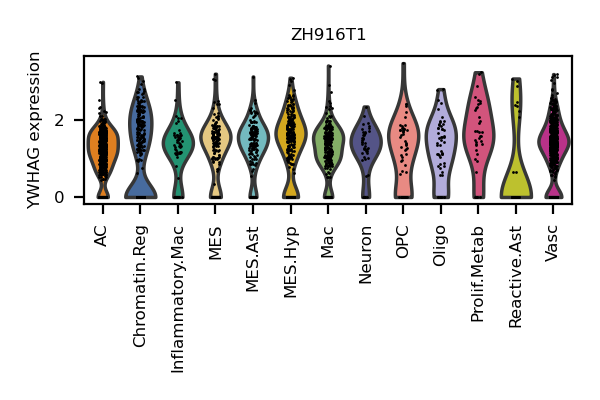 ZH916T1
YWHAG expression
2
0
AC
Chromatin.Reg
Inflammatory.Mac
MES
MES.Ast
MES.Hyp
Mac
Neuron
OPC
Oligo
Prolif.Metab
Reactive.Ast
Vasc